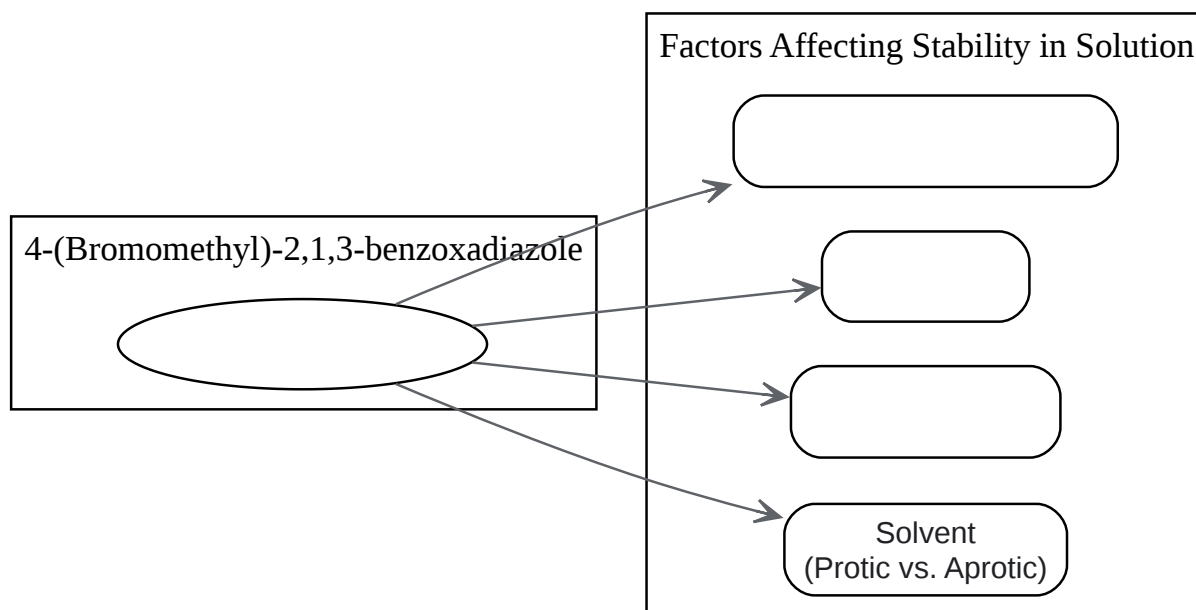 Factors Affecting Stability in Solution
4-(Bromomethyl)-2,1,3-benzoxadiazole
Solvent
(Protic vs. Aprotic)